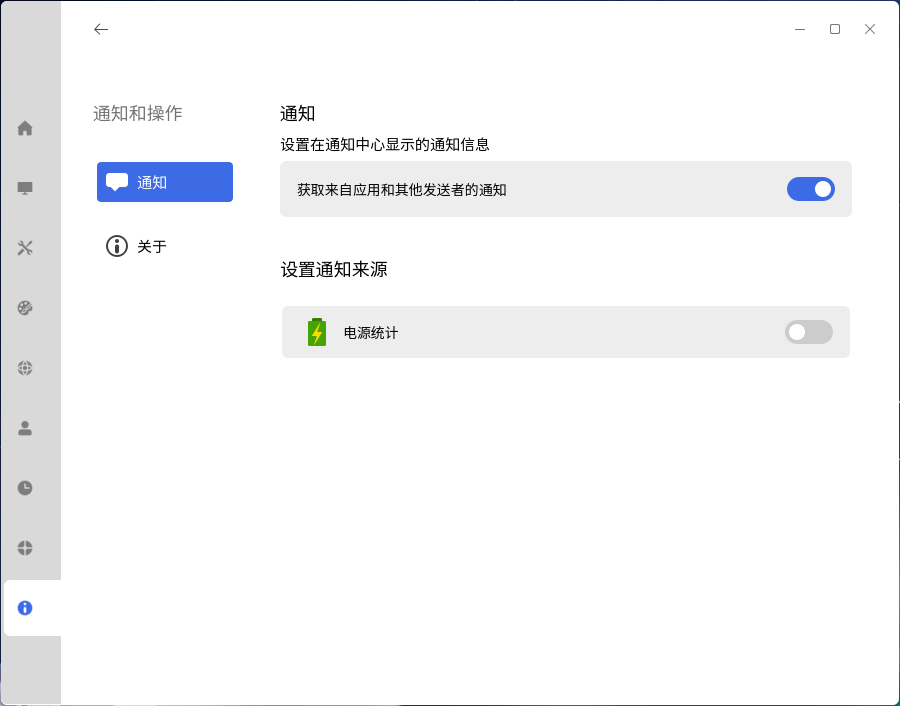 通知和操作
通知
关于
通知
设置在通知中心显示的通知信息
获取来自应用和其他发送者的通知
设置通知来源
电源统计